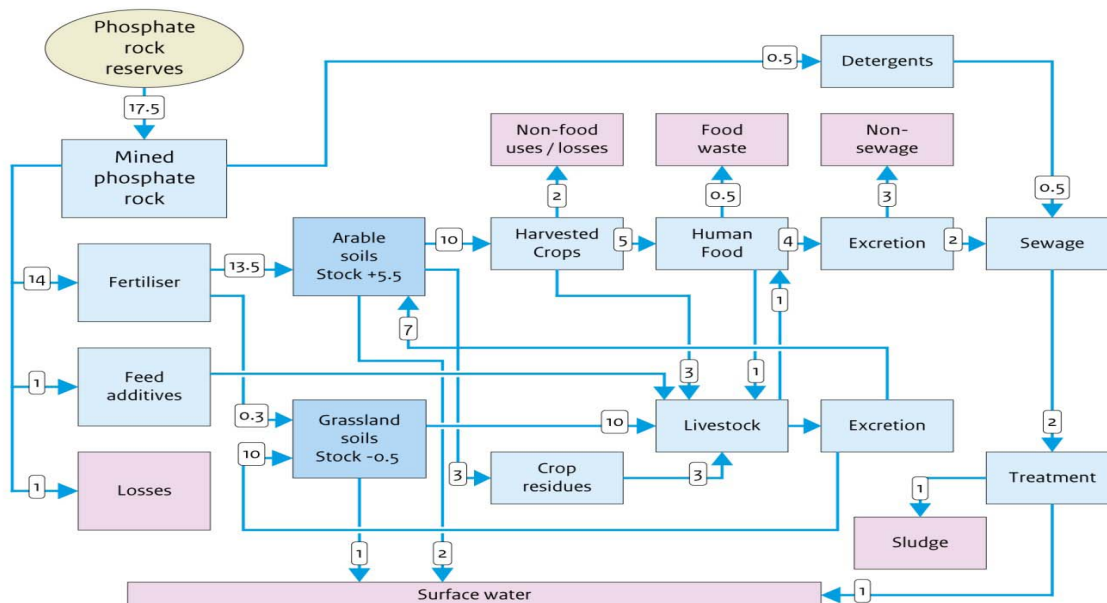 Phosphate
rock
reserves
17.5
Mined
phosphate
rock
0.5
Detergents
Non-food
uses / losses
Food
waste
Non-
sewage
2
0.5
3
0.5
14
Fertiliser
13.5
Arable
soils
Stock +5.5
10
Harvested
Crops
5
Human
Food
4
Excretion
2
Sewage
7
1
3
1
1
Feed
additives
0.3
10
Grassland
soils
Stock -0.5
10
Livestock
Excretion
2
1
Losses
3
Crop
residues
3
1
Treatment
Sludge
1
2
1
Surface water